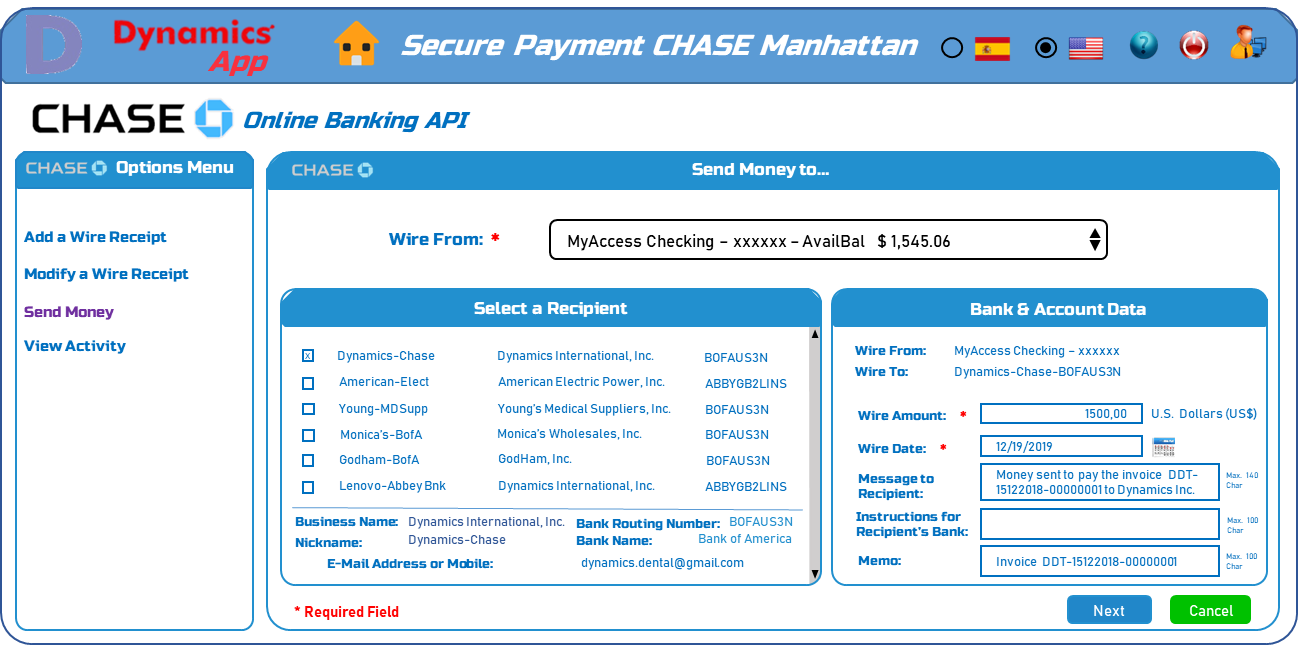 D Dynamics App
Secure Payment CHASE Manhattan
?
CHASE Online Banking API
CHASE Options Menu
Add a Wire Receipt
Modify a Wire Receipt
Send Money
View Activity
CHASE Send Money to...
Wire From: * MyAccess Checking – xxxxxx – AvailBal $ 1,545.06
Select a Recipient
x Dynamics-Chase Dynamics International, Inc. BOFAUS3N
American-Elect American Electric Power, Inc. ABBYGB2LINS
Young-MDSupp Young's Medical Suppliers, Inc. BOFAUS3N
Monica's-BofA Monica's Wholesales, Inc. BOFAUS3N
Godham-BofA GodHam, Inc. BOFAUS3N
Lenovo-Abbey Bnk Dynamics International, Inc. ABBYGB2LINS
Business Name: Dynamics International, Inc. Bank Routing Number: BOFAUS3N
Nickname: Dynamics-Chase Bank Name: Bank of America
E-Mail Address or Mobile: dynamics.dental@gmail.com
Bank & Account Data
Wire From: MyAccess Checking – xxxxxx
Wire To: Dynamics-Chase-BOFAUS3N
Wire Amount: * 1500,00 U.S. Dollars (US$)
Wire Date: * 12/19/2019
Message to Recipient: Money sent to pay the invoice DDT-
15122018-00000001 to Dynamics Inc.
Max. 140 Char
Instructions for
Recipient's Bank:
Max. 100 Char
Memo: Invoice DDT-15122018-00000001
Max. 100 Char
* Required Field
Next Cancel